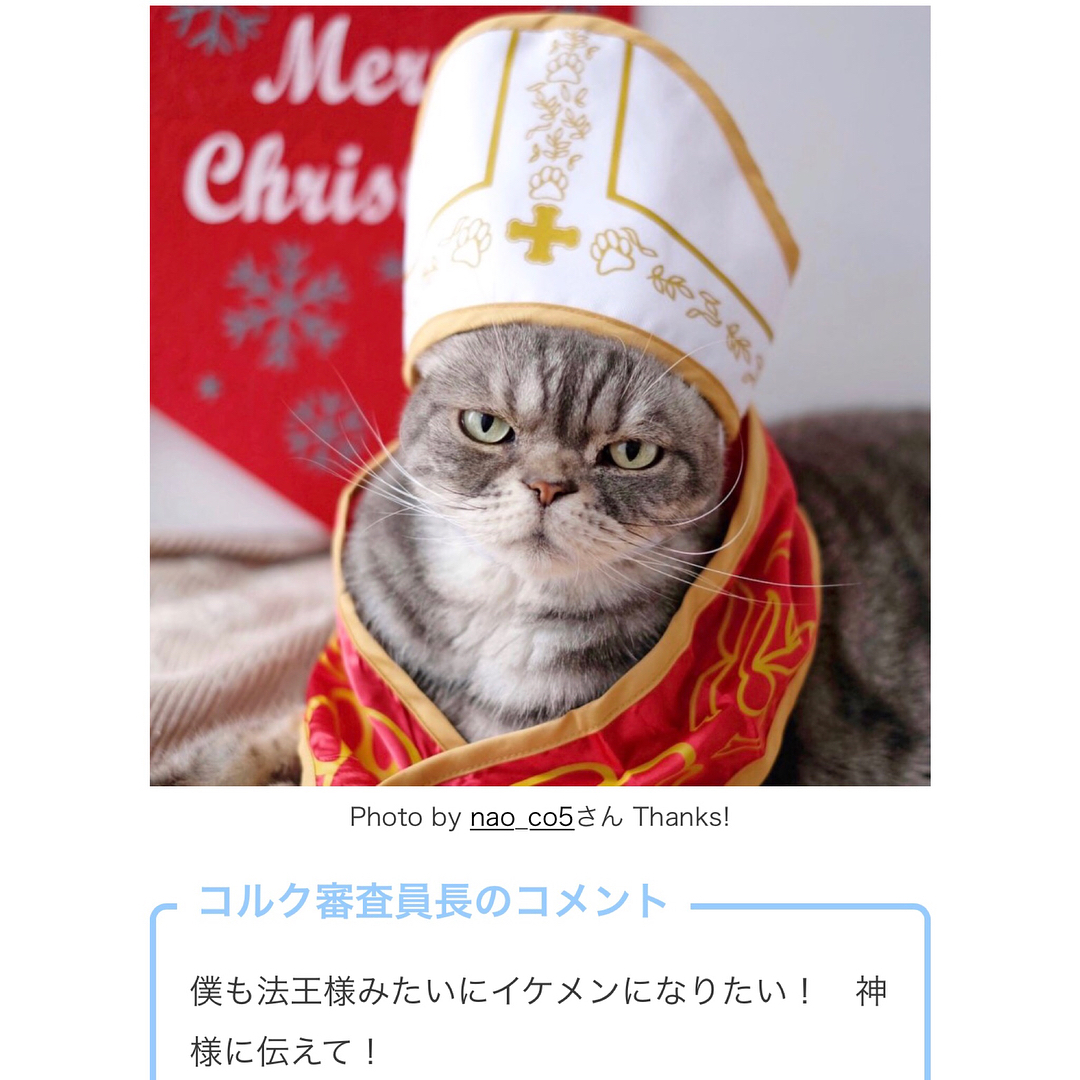 Mer
Chris
Photo by nao_co5さん Thanks!
コルク審査員長のコメント
僕も法王様みたいにイケメンになりたい！　神
様に伝えて！